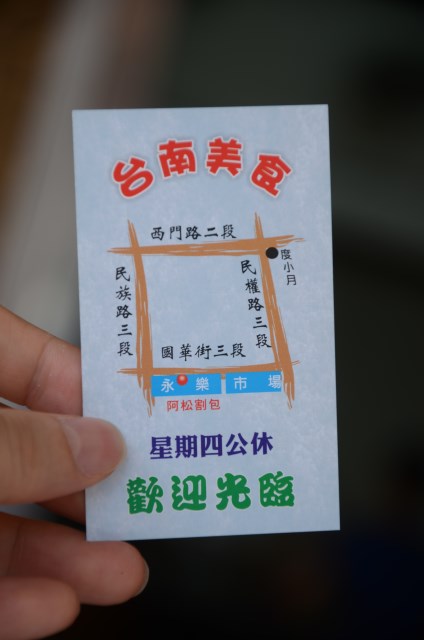 台南美食
西門路二段
度小月
民族路三段
民權路三段
國華街三段
永樂市場
阿松割包
星期四公休
歡迎光臨